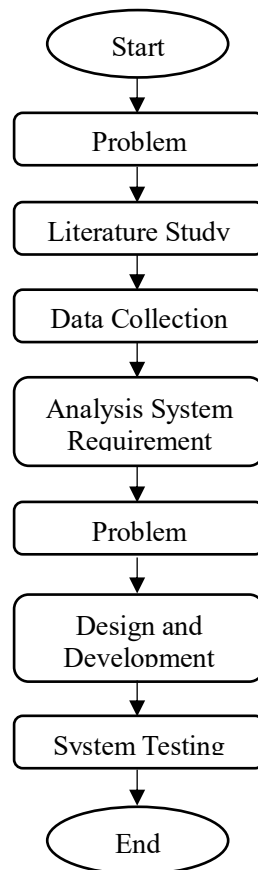 Start
Problem
Literature Study
Data Collection
Analysis System
Requirement
Problem
Design and
Development
System Testing
End